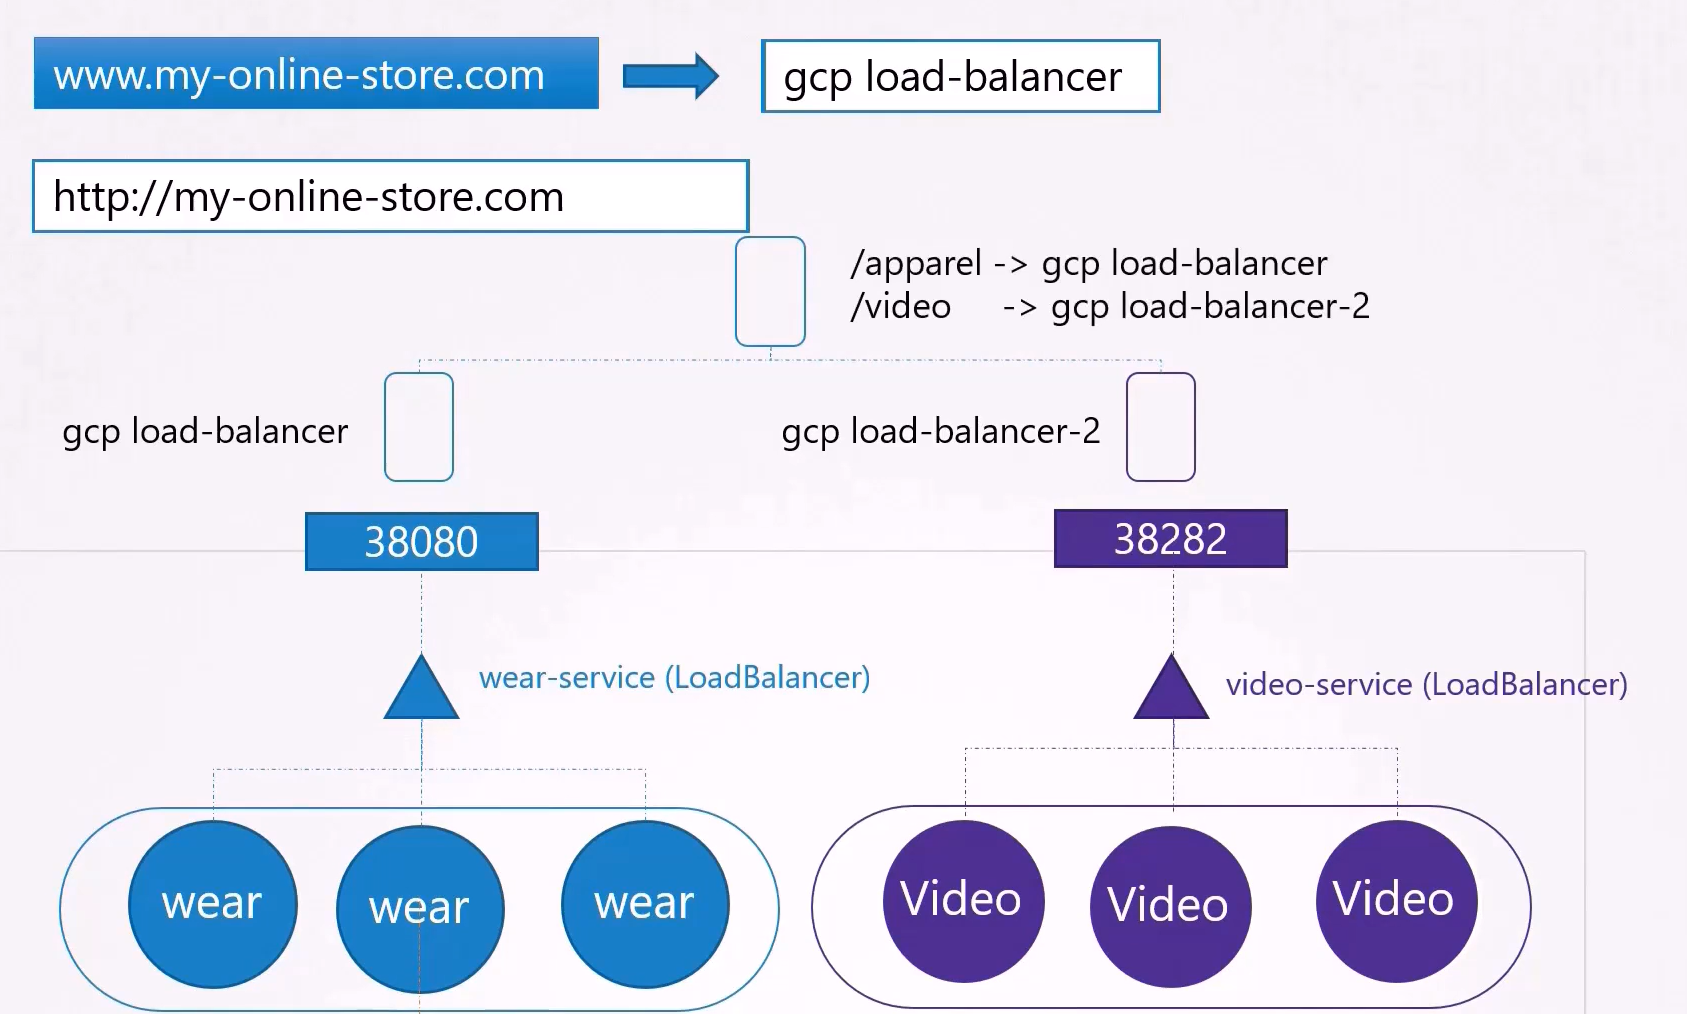 www.my-online-store.com
gcp load-balancer
http://my-online-store.com
/apparel -> gcp load-balancer
/video -> gcp load-balancer-2
gcp load-balancer
gcp load-balancer-2
38080
38282
wear-service (LoadBalancer)
video-service (LoadBalancer)
wear
wear
wear
Video
Video
Video